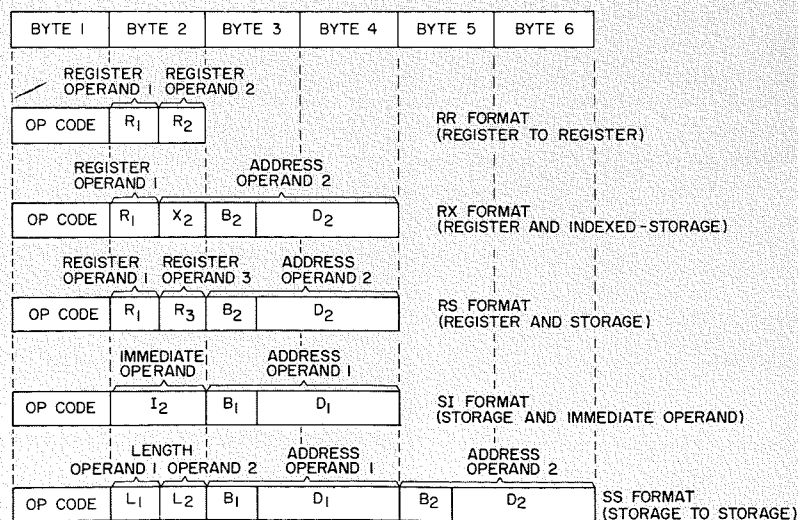 BYTE 1 BYTE 2 BYTE 3 BYTE 4 BYTE 5 BYTE 6
REGISTER REGISTER
OPERAND 1 OPERAND 2
OP CODE R1 R2
RR FORMAT
(REGISTER TO REGISTER)
REGISTER ADDRESS
OPERAND 1 OPERAND 2
OP CODE R1 X2 B2 D2
RX FORMAT
(REGISTER AND INDEXED-STORAGE)
REGISTER REGISTER ADDRESS
OPERAND 1 OPERAND 3 OPERAND 2
OP CODE R1 R3 B2 D2
RS FORMAT
(REGISTER AND STORAGE)
IMMEDIATE ADDRESS
OPERAND OPERAND 1
OP CODE I2 B1 D1
SI FORMAT
(STORAGE AND IMMEDIATE OPERAND)
LENGTH ADDRESS ADDRESS
OPERAND 1 OPERAND 2 OPERAND 1 OPERAND 2
OP CODE L1 L2 B1 D1 B2 D2
SS FORMAT
(STORAGE TO STORAGE)